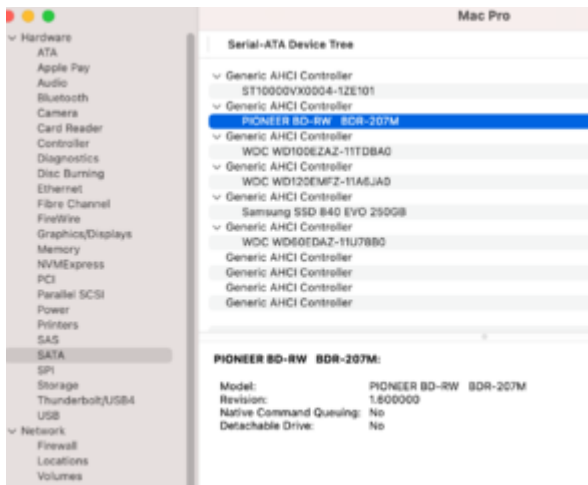 Mac Pro
Hardware
ATA
Apple Pay
Audio
Bluetooth
Camera
Card Reader
Controller
Diagnostics
Disc Burning
Ethernet
Fibre Channel
FireWire
Graphics/Displays
Memory
NVMExpress
PCI
Parallel SCSI
Power
Printers
SAS
SATA
SPI
Storage
Thunderbolt/USB4
USB
Network
Firewall
Locations
Volumes
Serial-ATA Device Tree
Generic AHCI Controller
ST10000VX0004-1ZE101
Generic AHCI Controller
PIONEER BD-RW BDR-207M
Generic AHCI Controller
WDC WD100EZAZ-11TDBA0
Generic AHCI Controller
WDC WD120EMFZ-11A6JA0
Generic AHCI Controller
Samsung SSD 840 EVO 250GB
Generic AHCI Controller
WDC WD60EDAZ-11U78B0
Generic AHCI Controller
Generic AHCI Controller
Generic AHCI Controller
Generic AHCI Controller
PIONEER BD-RW BDR-207M:
Model: PIONEER BD-RW BDR-207M
Revision: 1.600000
Native Command Queuing: No
Detachable Drive: No